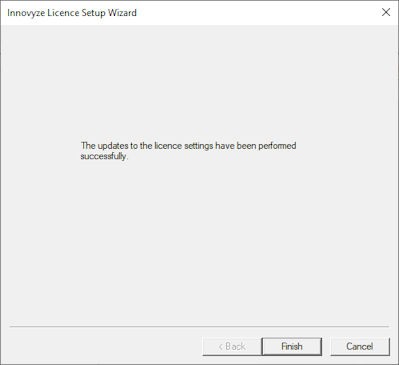 Innovyze Licence Setup Wizard
The updates to the licence settings have been performed
successfully.
< Back Finish Cancel